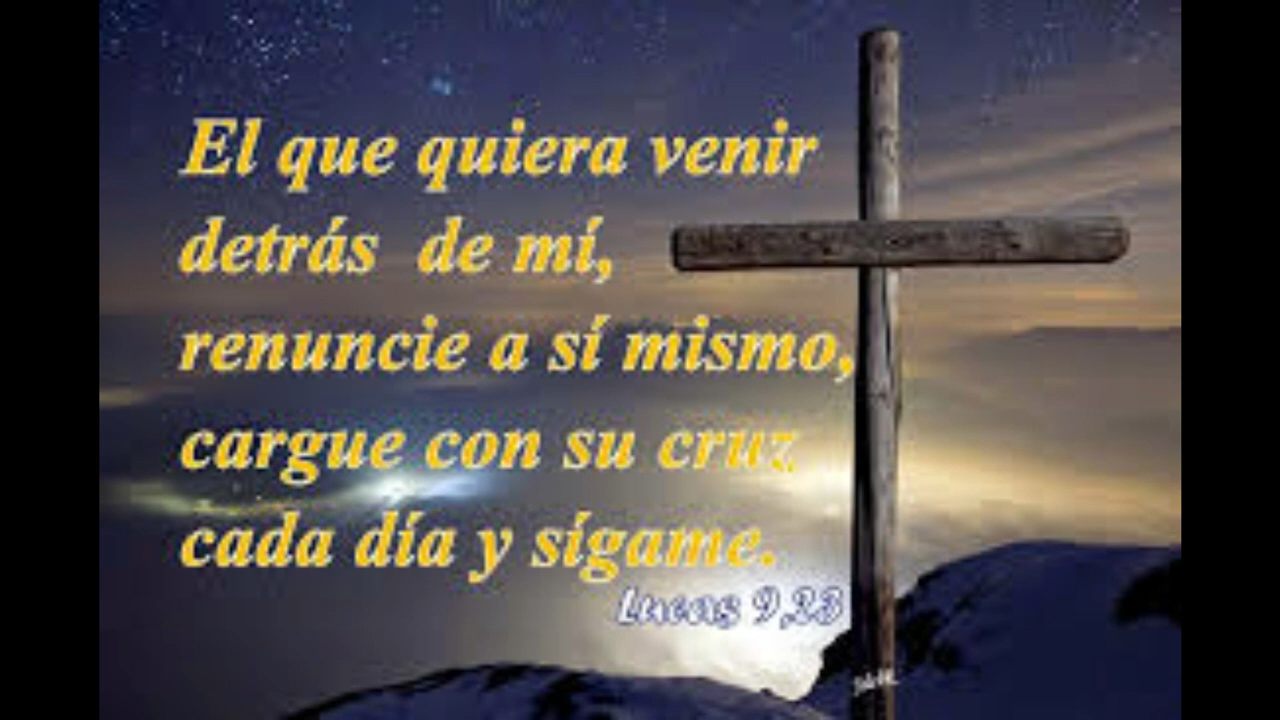 El que quiera venir
detrás de mí,
renuncie a sí mismo,
cargue con su cruz
cada día y sígame.
Lucas 9,23